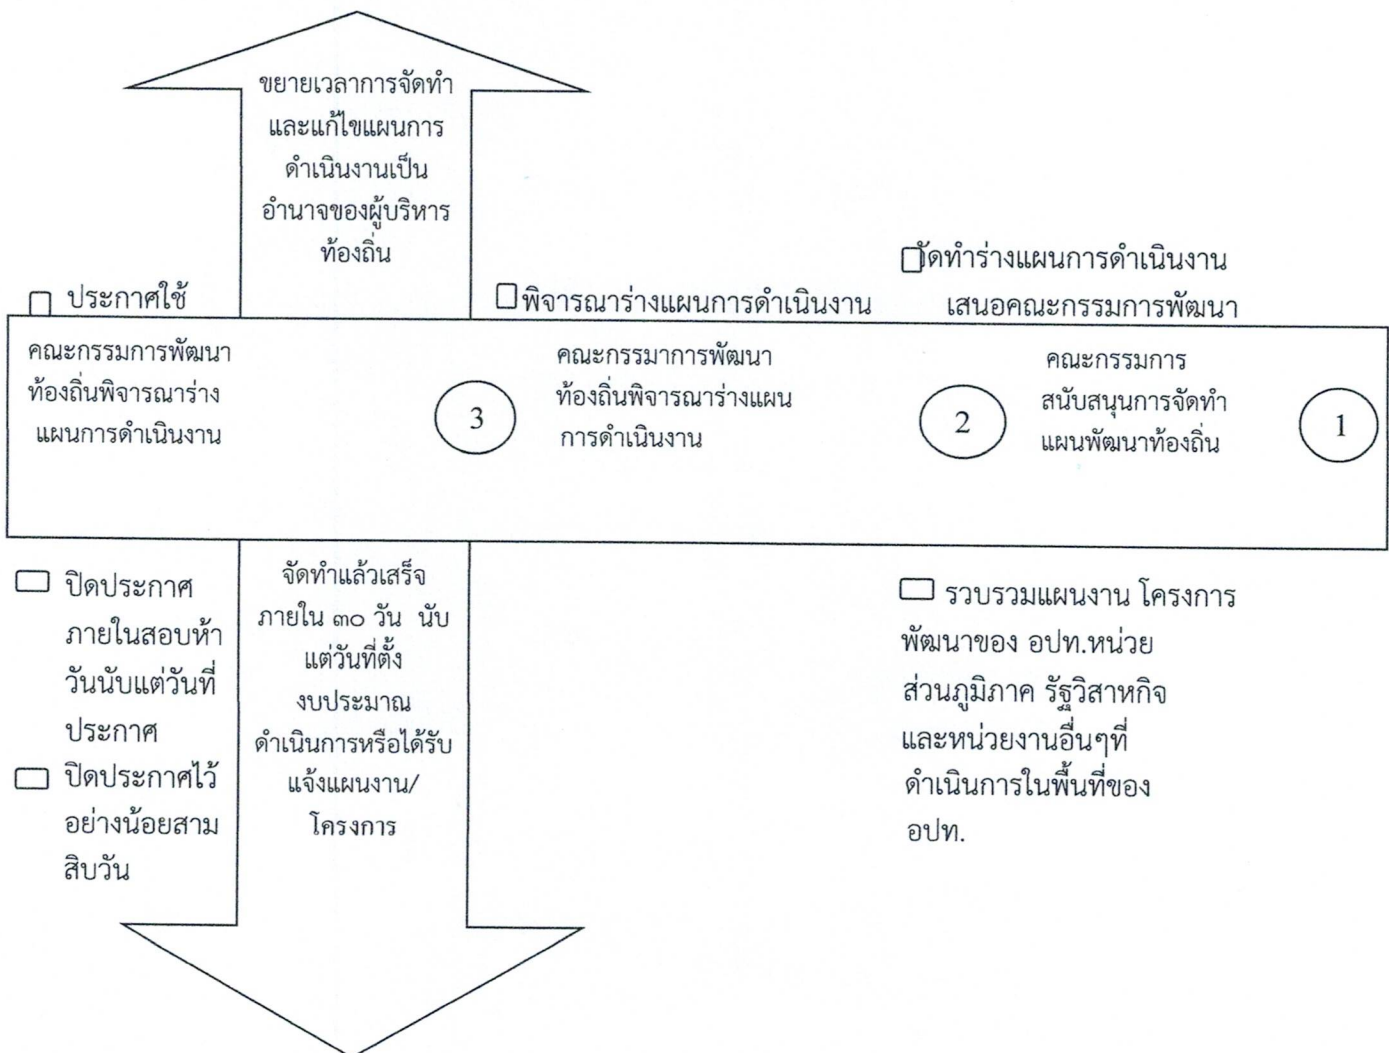 ขยายเวลาการจัดทำ
และแก้ไขแผนการ
ดำเนินงานเป็น
อำนาจของผู้บริหาร
ท้องถิ่น
ประกาศใช้
พิจารณาร่างแผนการดำเนินงาน
จัดทำร่างแผนการดำเนินงาน
เสนอคณะกรรมการพัฒนา
คณะกรรมการพัฒนา
ท้องถิ่นพิจารณาร่าง
แผนการดำเนินงาน
3
คณะกรรมาการพัฒนา
ท้องถิ่นพิจารณาร่างแผน
การดำเนินงาน
2
คณะกรรมการ
สนับสนุนการจัดทำ
แผนพัฒนาท้องถิ่น
1
ปิดประกาศ
ภายในสอบห้า
วันนับแต่วันที่
ประกาศ
ปิดประกาศไว้
อย่างน้อยสาม
สิบวัน
จัดทำแล้วเสร็จ
ภายใน ๓๐ วัน นับ
แต่วันที่ตั้ง
งบประมาณ
ดำเนินการหรือได้รับ
แจ้งแผนงาน/
โครงการ
รวบรวมแผนงาน โครงการ
พัฒนาของ อปท.หน่วย
ส่วนภูมิภาค รัฐวิสาหกิจ
และหน่วยงานอื่นๆที่
ดำเนินการในพื้นที่ของ
อปท.